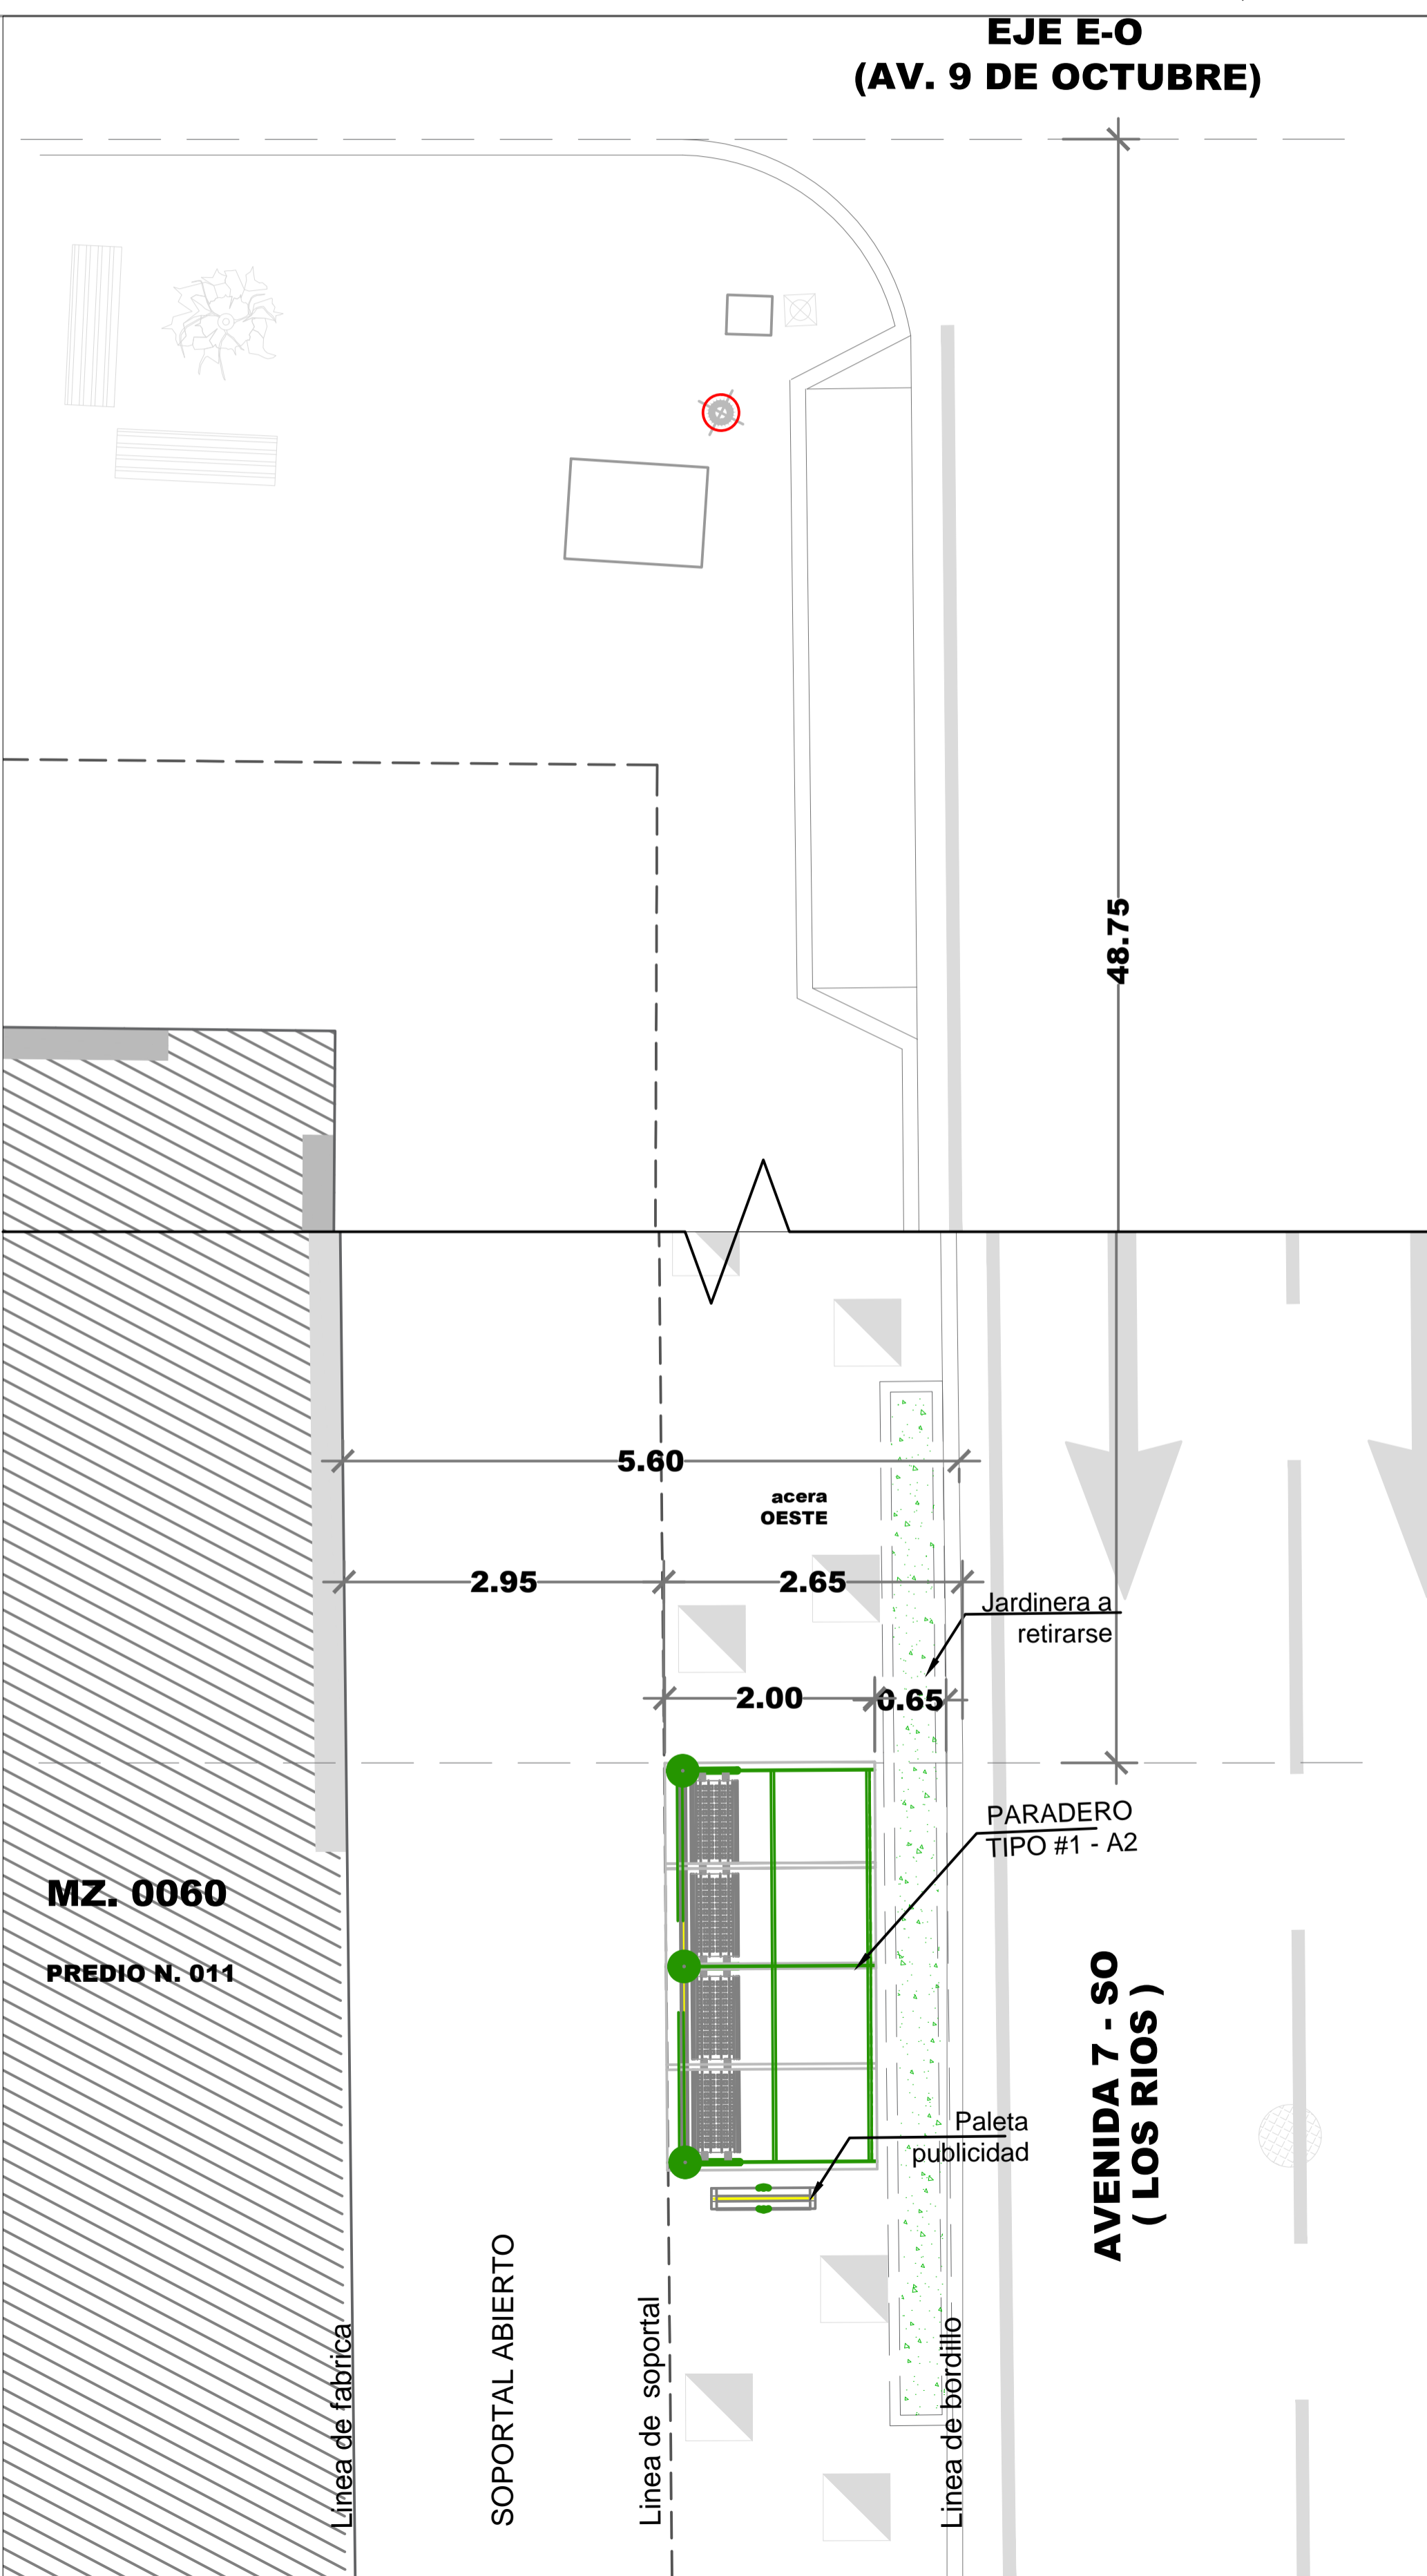 EJE E-O
(AV. 9 DE OCTUBRE)
48.75
5.60
acera
OESTE
2.95
2.65
Jardinera a
retirarse
2.00
0.65
PARADERO
TIPO #1 - A2
MZ. 0060
PREDIO N. 011
AVENIDA 7 - SO
( LOS RIOS )
Paleta
publicidad
Linea de fabrica
SOPORTAL ABIERTO
Linea de soportal
Linea de bordillo